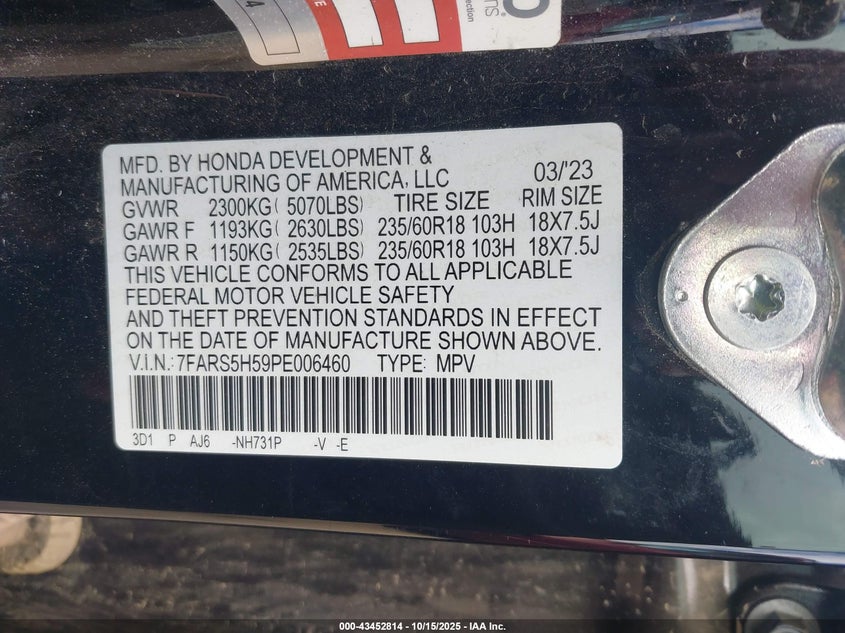 4
E
ns®
ection
MFD. BY HONDA DEVELOPMENT &
MANUFACTURING OF AMERICA, LLC 03/'23
GVWR 2300KG( 5070LBS) TIRE SIZE RIM SIZE
GAWR F 1193KG( 2630LBS) 235/60R18 103H 18X7.5J
GAWR R 1150KG( 2535LBS) 235/60R18 103H 18X7.5J
THIS VEHICLE CONFORMS TO ALL APPLICABLE
FEDERAL MOTOR VEHICLE SAFETY
AND THEFT PREVENTION STANDARDS IN EFFECT
ON THE DATE OF MANUFACTURE SHOWN ABOVE.
V.I.N.: 7FARS5H59PE006460 TYPE: MPV
3D1 P AJ6 -NH731P -V -E
000-43452814 - 10/15/2025 - IAA Inc.